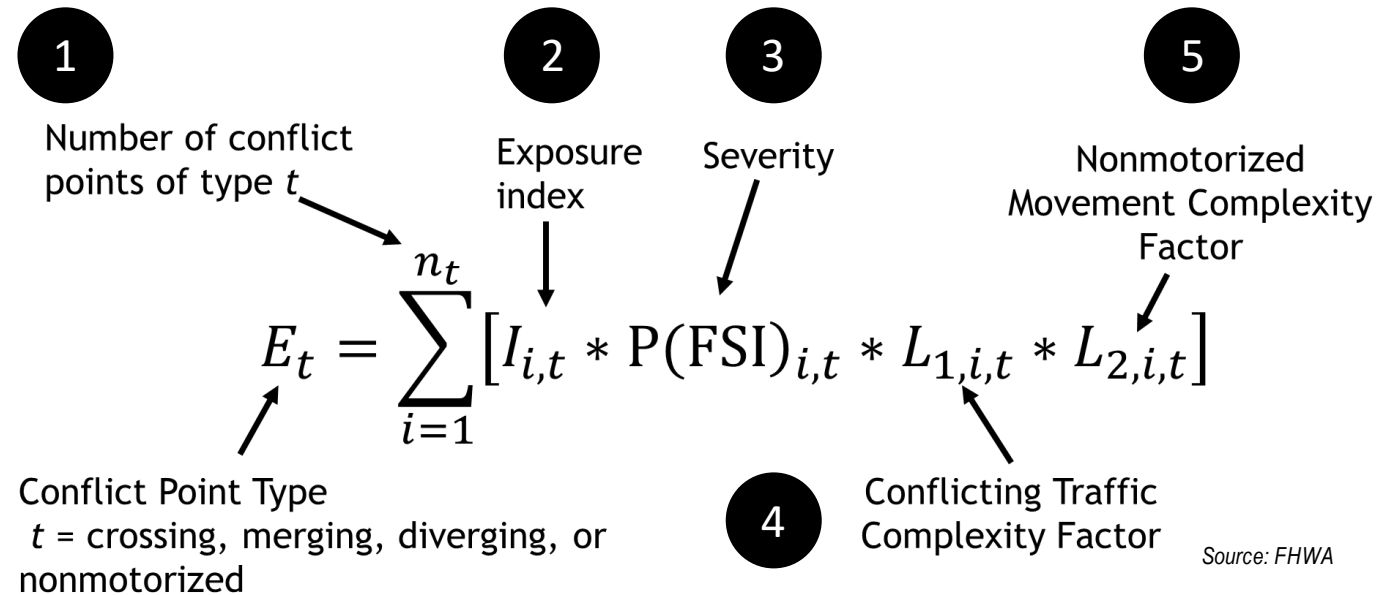 1
2
3
5
Number of conflict
points of type t
Exposure
index
Severity
Nonmotorized
Movement Complexity
Factor
E_t = \sum_{i=1}^{n_t} [I_{i,t} * P(FSI)_{i,t} * L_{1,i,t} * L_{2,i,t}]
Conflict Point Type
t = crossing, merging, diverging, or
nonmotorized
4
Conflicting Traffic
Complexity Factor
Source: FHWA